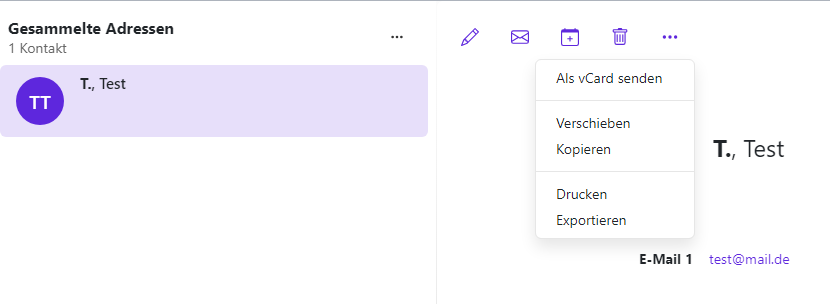 Gesammelte Adressen
1 Kontakt
TT
T., Test
Als vCard senden
Verschieben
Kopieren
Drucken
Exportieren
T., Test
E-Mail 1 test@mail.de